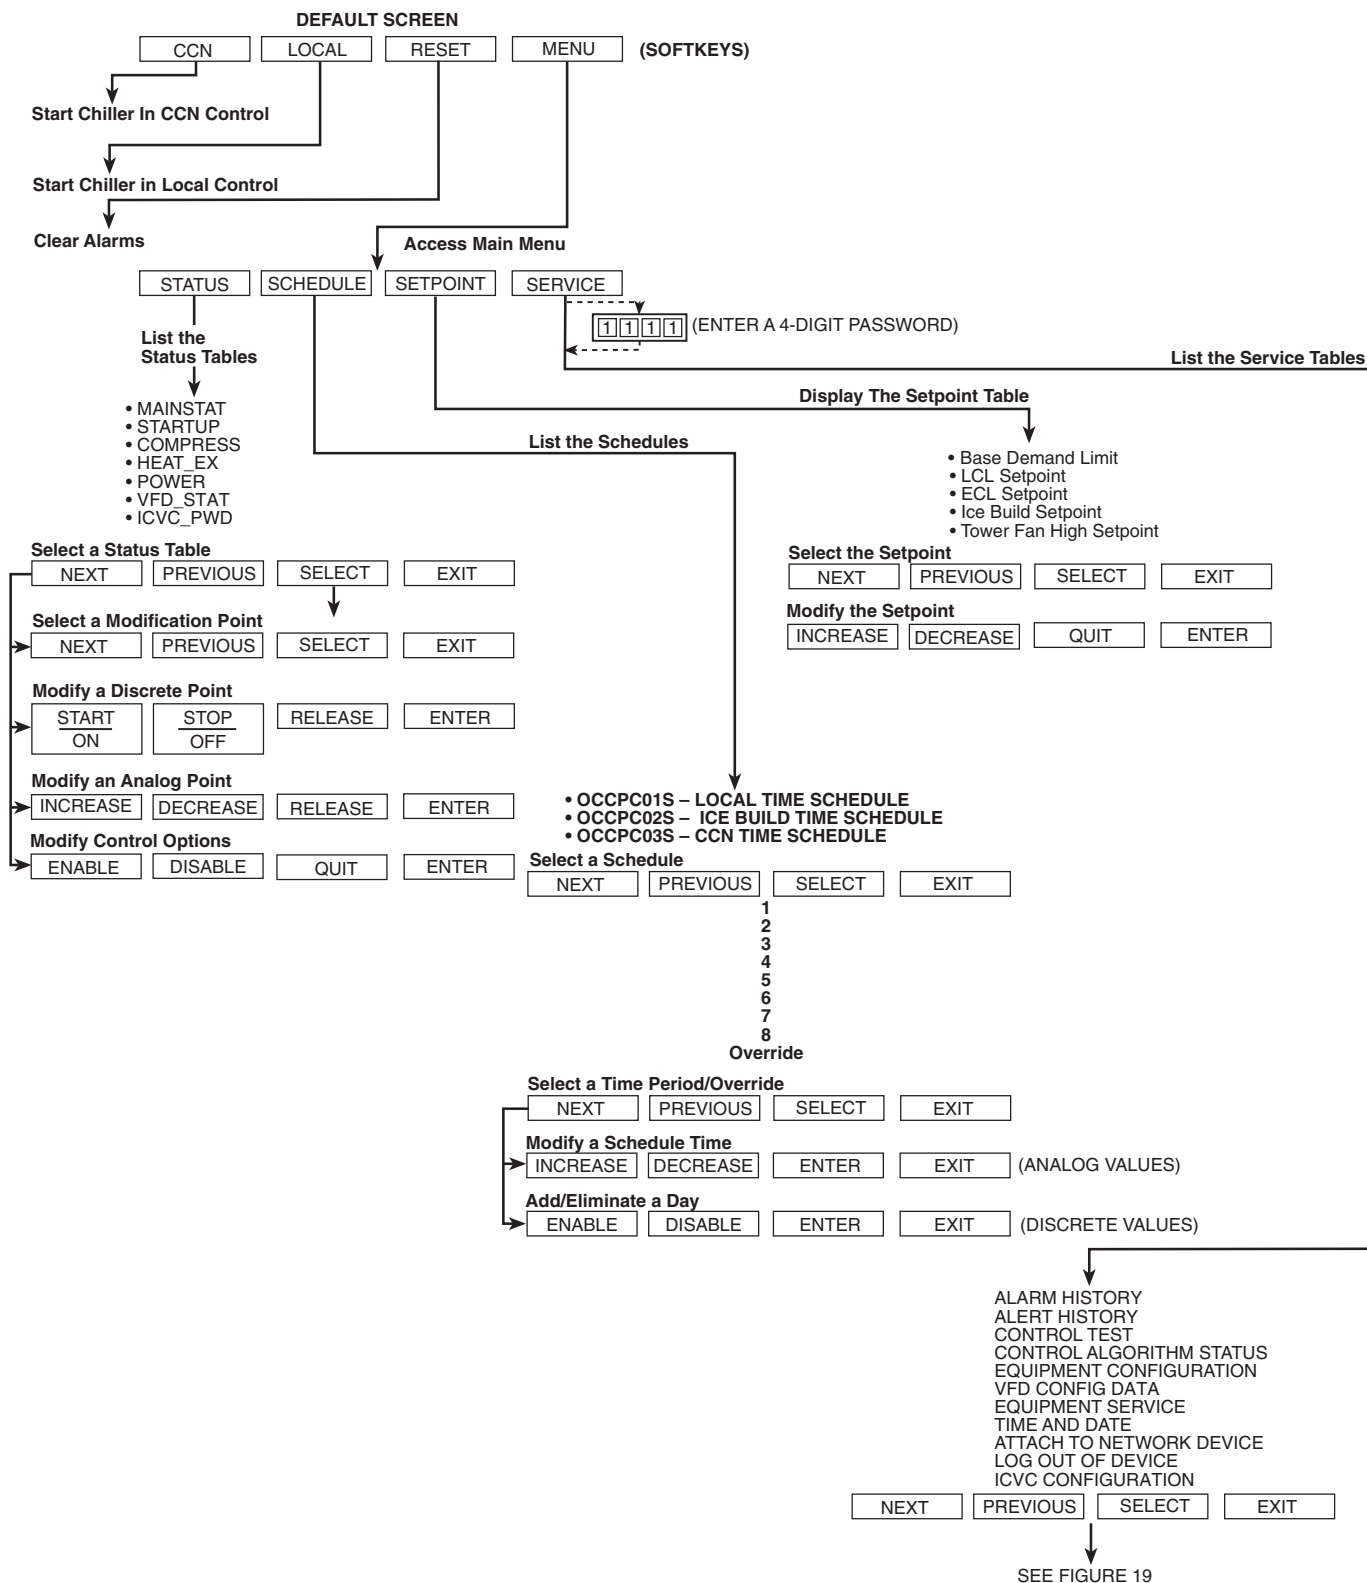 DEFAULT SCREEN
CCN LOCAL RESET MENU (SOFTKEYS)
Start Chiller In CCN Control
Start Chiller in Local Control
Clear Alarms
Access Main Menu
STATUS SCHEDULE SETPOINT SERVICE
1 1 1 1 (ENTER A 4-DIGIT PASSWORD)
List the
Status Tables
List the Service Tables
Display The Setpoint Table
List the Schedules
• MAINSTAT
• STARTUP
• COMPRESS
• HEAT_EX
• POWER
• VFD_STAT
• ICVC_PWD
• Base Demand Limit
• LCL Setpoint
• ECL Setpoint
• Ice Build Setpoint
• Tower Fan High Setpoint
Select a Status Table
NEXT PREVIOUS SELECT EXIT
Select the Setpoint
NEXT PREVIOUS SELECT EXIT
Modify the Setpoint
INCREASE DECREASE QUIT ENTER
Select a Modification Point
NEXT PREVIOUS SELECT EXIT
Modify a Discrete Point
START STOP RELEASE ENTER
ON OFF
Modify an Analog Point
INCREASE DECREASE RELEASE ENTER
Modify Control Options
ENABLE DISABLE QUIT ENTER
• OCCPC01S – LOCAL TIME SCHEDULE
• OCCPC02S – ICE BUILD TIME SCHEDULE
• OCCPC03S – CCN TIME SCHEDULE
Select a Schedule
NEXT PREVIOUS SELECT EXIT
1
2
3
4
5
6
7
8
Override
Select a Time Period/Override
NEXT PREVIOUS SELECT EXIT
Modify a Schedule Time
INCREASE DECREASE ENTER EXIT (ANALOG VALUES)
Add/Eliminate a Day
ENABLE DISABLE ENTER EXIT (DISCRETE VALUES)
ALARM HISTORY
ALERT HISTORY
CONTROL TEST
CONTROL ALGORITHM STATUS
EQUIPMENT CONFIGURATION
VFD CONFIG DATA
EQUIPMENT SERVICE
TIME AND DATE
ATTACH TO NETWORK DEVICE
LOG OUT OF DEVICE
ICVC CONFIGURATION
NEXT PREVIOUS SELECT EXIT
SEE FIGURE 19